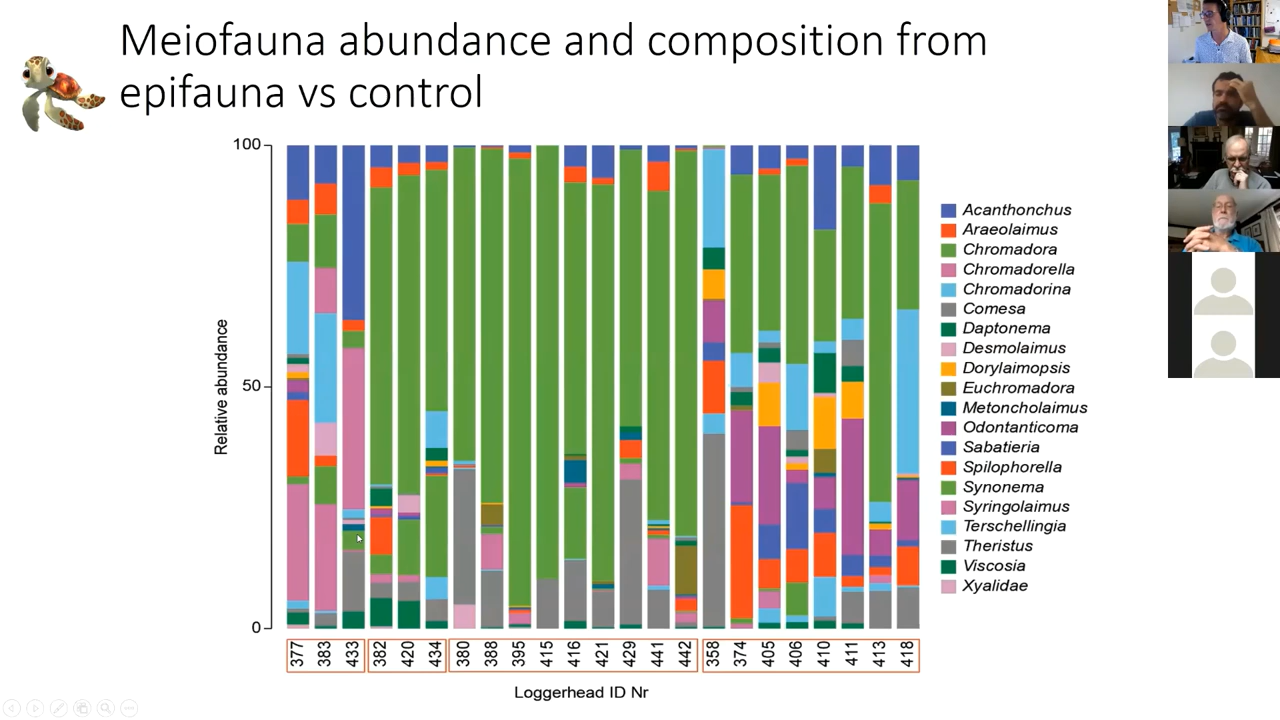 Meiofauna abundance and composition from
epifauna vs control
100
50
0
Relative abundance
377 383 433 382 420 434 380 388 395 415 416 421 429 441 442 358 374 405 406 410 411 413 418
Loggerhead ID Nr
Acanthonchus
Araeolaimus
Chromadora
Chromadorella
Chromadorina
Comesa
Daptonema
Desmolaimus
Dorylaimopsis
Euchromadora
Metoncholaimus
Odontanticoma
Sabatieria
Spilophorella
Synonema
Syringolaimus
Terschellingia
Theristus
Viscosia
Xyalidae